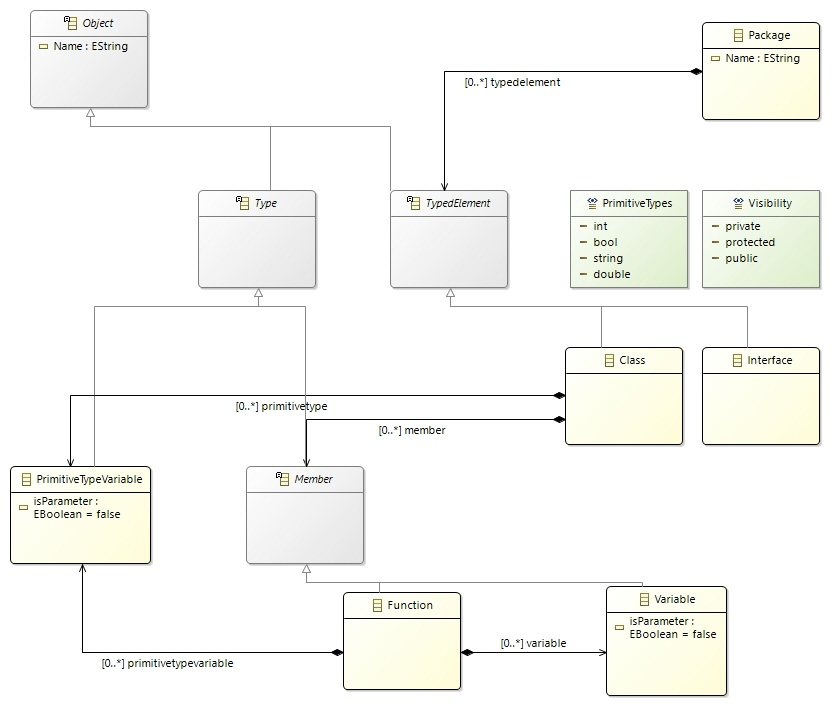 Object
Name : EString
Package
Name : EString
[0..*] typedelement
Type
TypedElement
PrimitiveTypes
int
bool
string
double
Visibility
private
protected
public
Class
Interface
[0..*] primitivetype
[0..*] member
PrimitiveTypeVariable
isParameter :
EBoolean = false
Member
Function
Variable
isParameter :
EBoolean = false
[0..*] variable
[0..*] primitivetypevariable